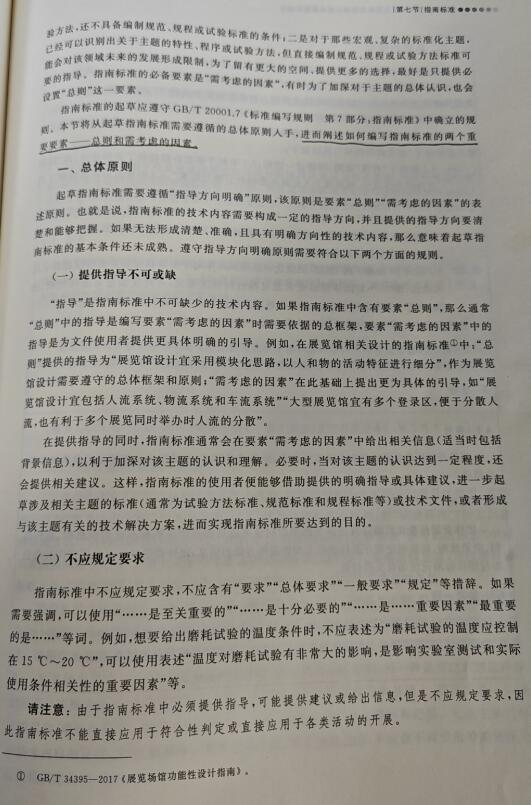 第七节 指南标准
验方法,还不具备编制规范、规程或试验标准的条件;二是对于那些宏观、复杂的标准化主题,
已经可以识别出关于主题的特性、程序或试验方法,但直接编制规范、规程或试验方法标准可
能会对该领域未来的发展形成限制,为了留有更大的空间、提供更多的选择,最好是只提供必
要的指导。指南标准的必备要素是“需考虑的因素”,有时为了加深对于主题的总体认识,也会
设置“总则”这一要素。
指南标准的起草应遵守 GB/T 20001.7《标准编写规则 第7部分:指南标准》中确立的规
则。本节将从起草指南标准需要遵循的总体原则入手,进而阐述如何编写指南标准的两个重
要要素——总则和需考虑的因素。
一、总体原则
起草指南标准需要遵循“指导方向明确”原则,该原则是要素“总则”“需考虑的因素”的表
述原则。也就是说,指南标准的技术内容需要构成一定的指导方向,并且提供的指导方向要清
楚和能够把握。如果无法形成清楚、准确,且具有明确方向性的技术内容,那么意味着起草指
南标准的基本条件还未成熟。遵守指导方向明确原则需要符合以下两个方面的规则。
(一)提供指导不可或缺
“指导”是指南标准中不可缺少的技术内容。如果指南标准中含有要素“总则”,那么通常
“总则”中的指导是编写要素“需考虑的因素”时需要依据的总框架,要素“需考虑的因素”中的
指导是为文件使用者提供更具体明确的引导。例如,在展览馆相关设计的指南标准①中:“总
则”提供的指导为“展览馆设计宜采用模块化思路,以人和物的活动特征进行细分”,作为展览
馆设计需要遵守的总体框架和原则;“需考虑的因素”在此基础上提出更为具体的引导,如“展
览馆设计宜包括人流系统、物流系统和车流系统”“大型展览馆宜有多个登录区,便于分散人
流,也有利于多个展览同时举办时人流的分散”。
在提供指导的同时,指南标准通常会在要素“需考虑的因素”中给出相关信息(适当时包括
背景信息),以利于加深对该主题的认识和理解。必要时,当对该主题的认识达到一定程度,还
会提供相关建议。这样,指南标准的使用者便能够借助提供的明确指导或具体建议,进一步起
草涉及相关主题的标准(通常为试验方法标准、规范标准和规程标准等)或技术文件,或者形成
与该主题有关的技术解决方案,进而实现指南标准所要达到的目的。
(二)不应规定要求
指南标准中不应规定要求,不应含有“要求”“总体要求”“一般要求”“规定”等措辞。如果
需要强调,可以使用“……是至关重要的”“……是十分必要的”“……是……重要因素”“最重要
的是……”等词。例如,想要给出磨耗试验的温度条件时,不应表述为“磨耗试验的温度应控制
在 15 ℃～20 ℃”,可以使用表述“温度对磨耗试验有非常大的影响,是影响实验室测试和实际
使用条件相关性的重要因素”等。
请注意:由于指南标准中必须提供指导,可能提供建议或给出信息,但是不应规定要求,因
此指南标准不能直接应用于符合性判定或直接应用于各类活动的开展。
① GB/T 34395—2017《展览场馆功能性设计指南》。